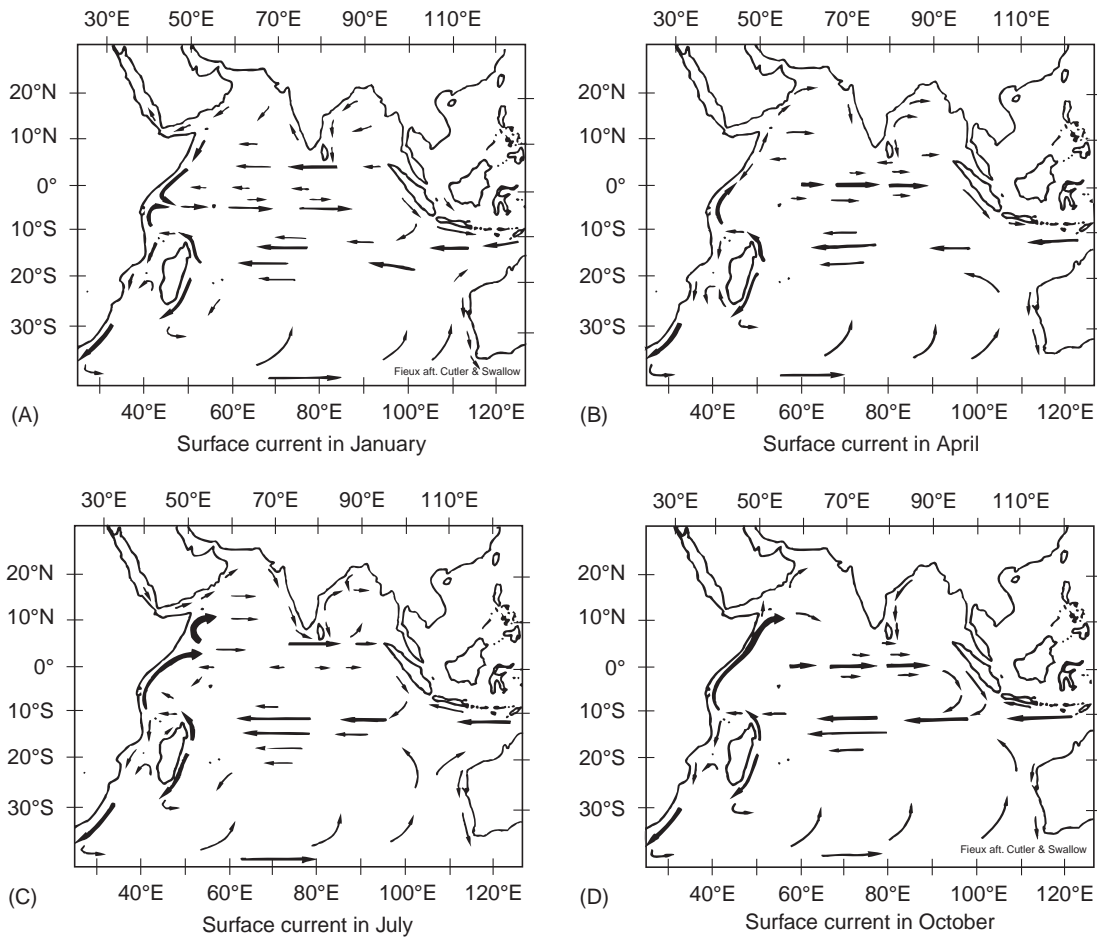 30°E 50°E 70°E 90°E 110°E
20°N
10°N
0°
10°S
20°S
30°S
Fieux aft. Cutler & Swallow
40°E 60°E 80°E 100°E 120°E
(A)
Surface current in January
30°E 50°E 70°E 90°E 110°E
20°N
10°N
0°
10°S
20°S
30°S
40°E 60°E 80°E 100°E 120°E
(B)
Surface current in April
30°E 50°E 70°E 90°E 110°E
20°N
10°N
0°
10°S
20°S
30°S
40°E 60°E 80°E 100°E 120°E
(C)
Surface current in July
30°E 50°E 70°E 90°E 110°E
20°N
10°N
0°
10°S
20°S
30°S
Fieux aft. Cutler & Swallow
40°E 60°E 80°E 100°E 120°E
(D)
Surface current in October